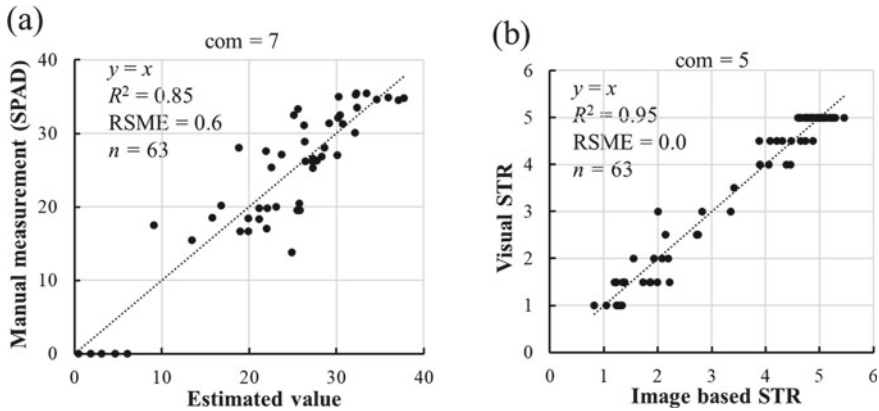 (a)
com = 7
Manual measurement (SPAD)
40
30
20
10
0
y = x
R² = 0.85
RSME = 0.6
n = 63
0 10 20 30 40
Estimated value
(b)
com = 5
Visual STR
6
5
4
3
2
1
0
y = x
R² = 0.95
RSME = 0.0
n = 63
1 2 3 4 5 6
Image based STR